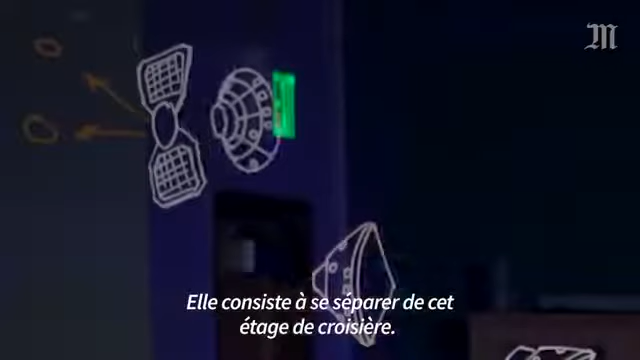 M
Elle consiste à se séparer de cet
étage de croisière.